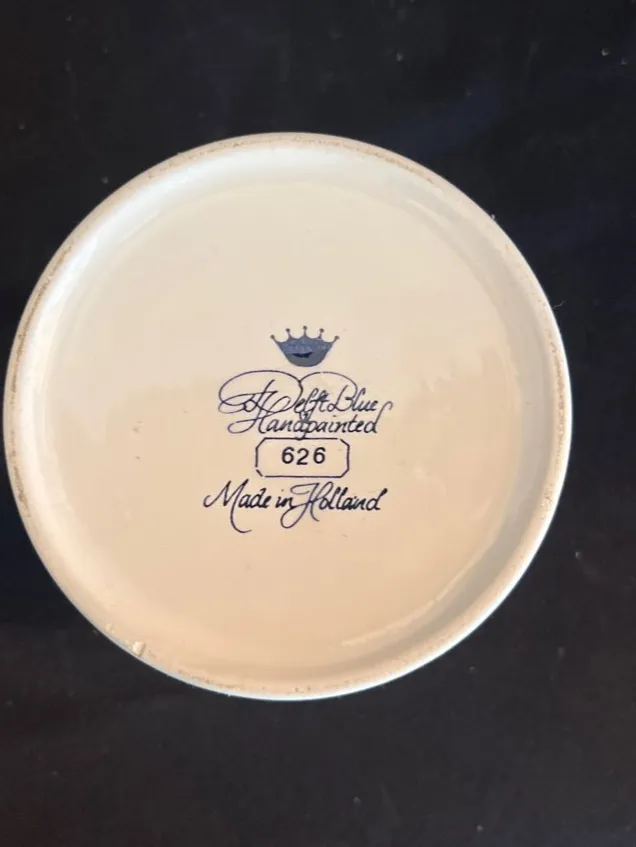 Delft Blue
Handpainted
626
Made in Holland